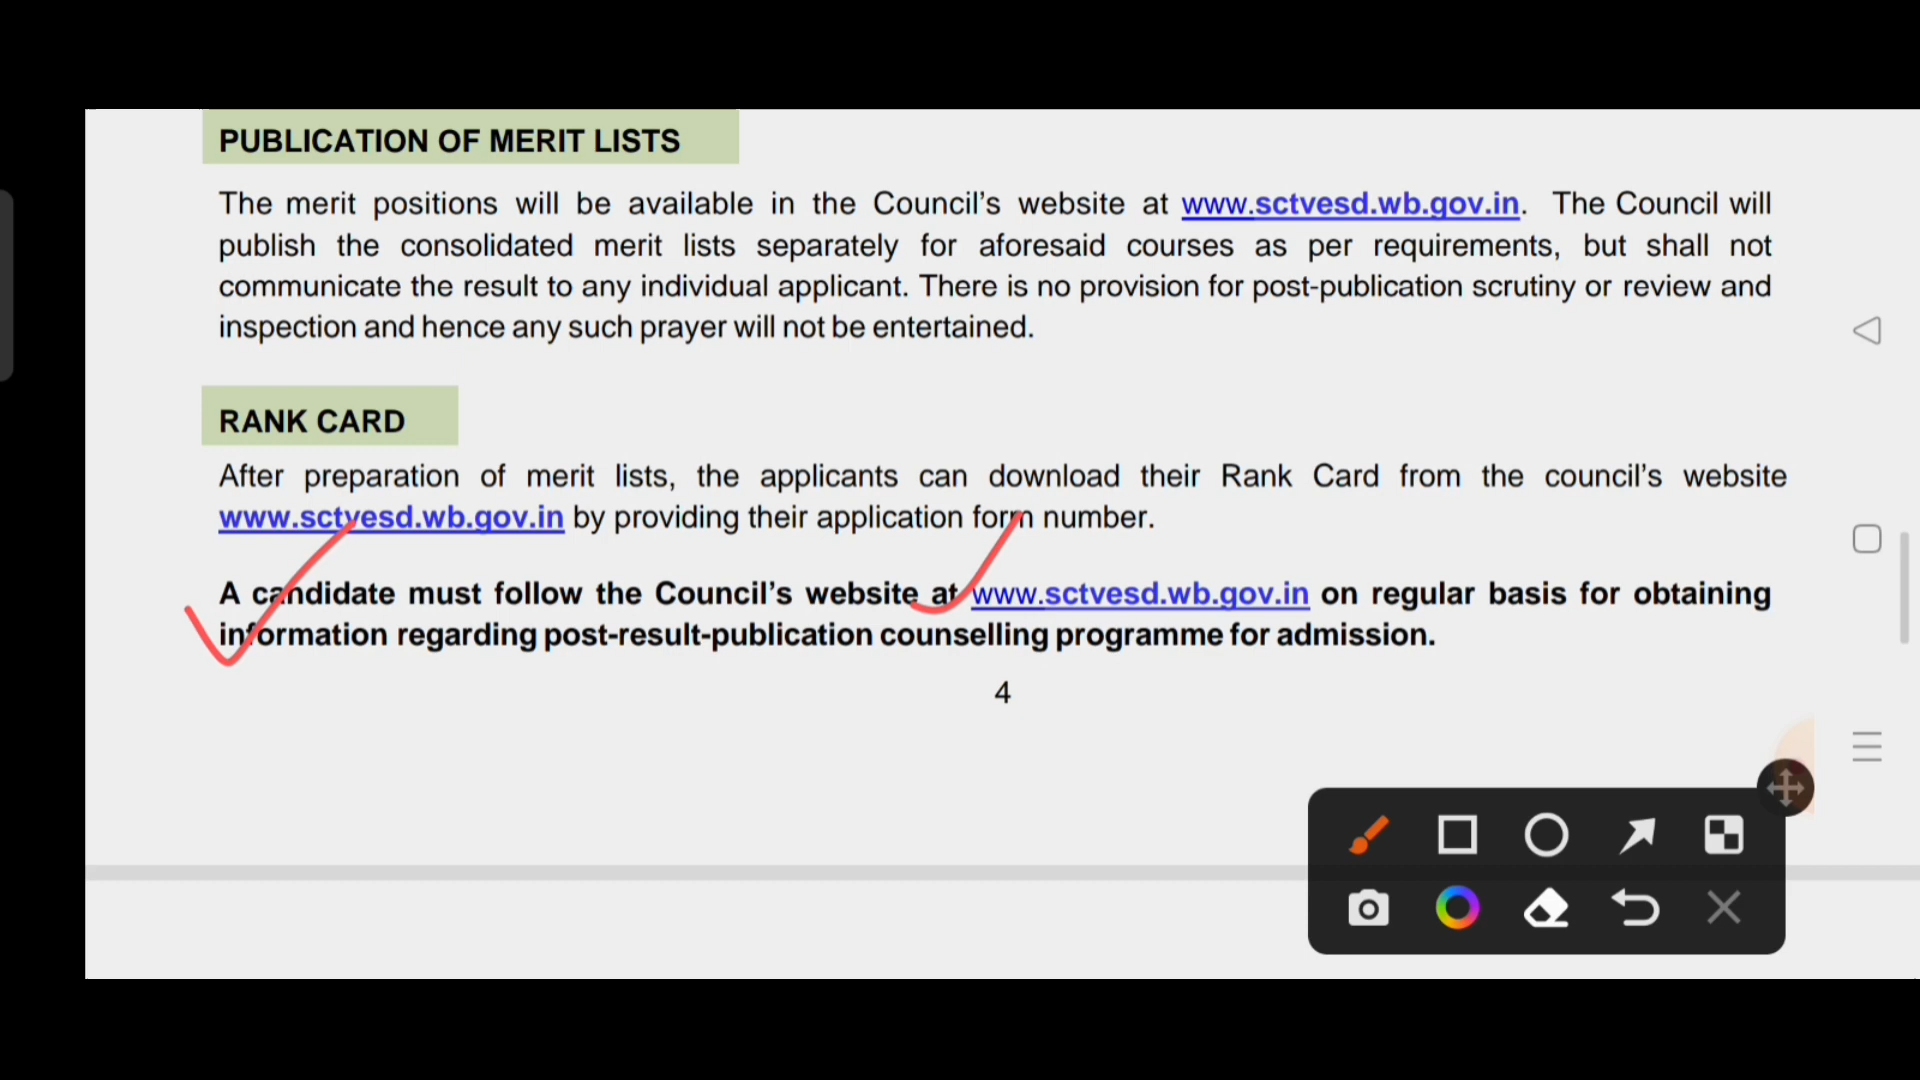 PUBLICATION OF MERIT LISTS
The merit positions will be available in the Council's website at www.sctvesd.wb.gov.in. The Council will
publish the consolidated merit lists separately for aforesaid courses as per requirements, but shall not
communicate the result to any individual applicant. There is no provision for post-publication scrutiny or review and
inspection and hence any such prayer will not be entertained.
RANK CARD
After preparation of merit lists, the applicants can download their Rank Card from the council's website
www.sctvesd.wb.gov.in by providing their application form number.
A candidate must follow the Council's website at www.sctvesd.wb.gov.in on regular basis for obtaining
information regarding post-result-publication counselling programme for admission.
4